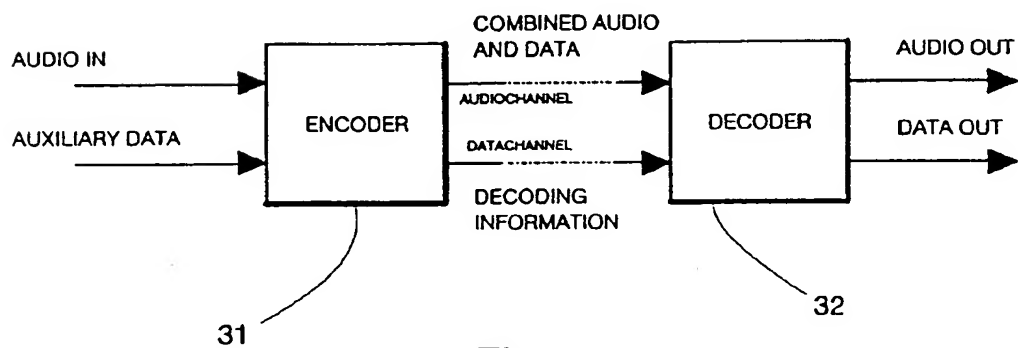 COMBINED AUDIO
AND DATA
AUDIO IN
AUDIO OUT
AUDIOCHANNEL
ENCODER
DECODER
AUXILIARY DATA
DATA OUT
DATACHANNEL
DECODING
INFORMATION
31
32